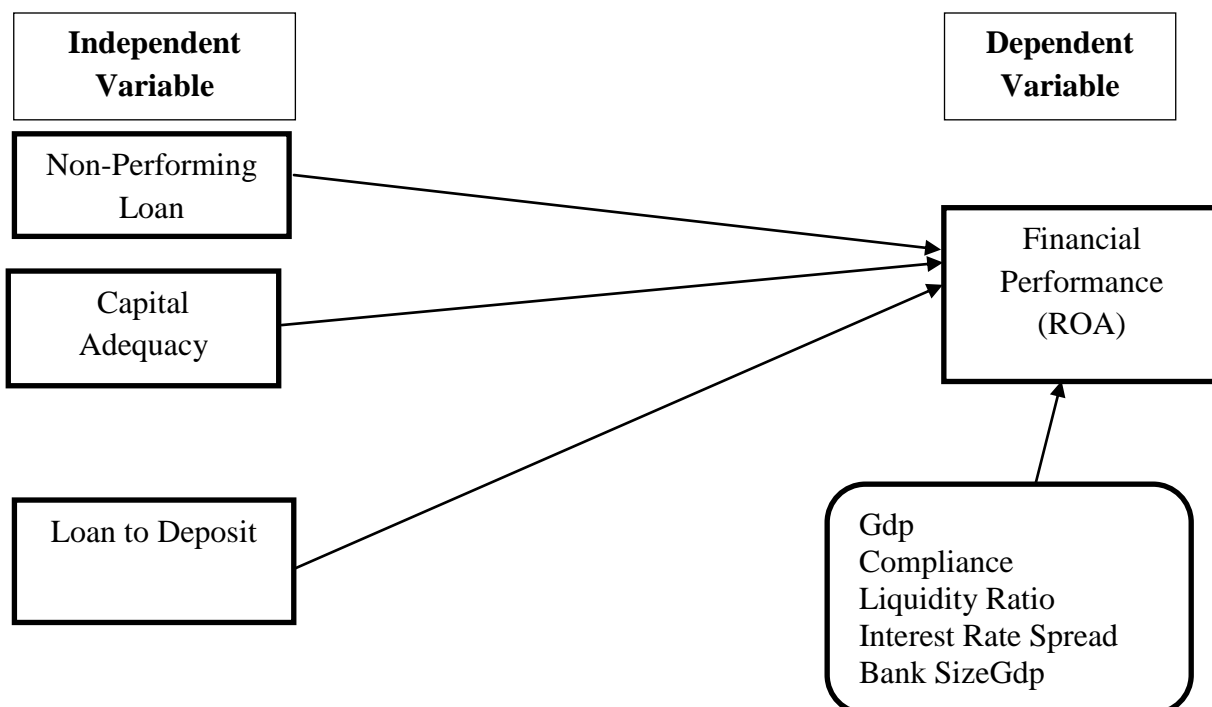 Independent
Variable
Dependent
Variable
Non-Performing
Loan
Capital
Adequacy
Loan to Deposit
Financial
Performance
(ROA)
Gdp
Compliance
Liquidity Ratio
Interest Rate Spread
Bank SizeGdp